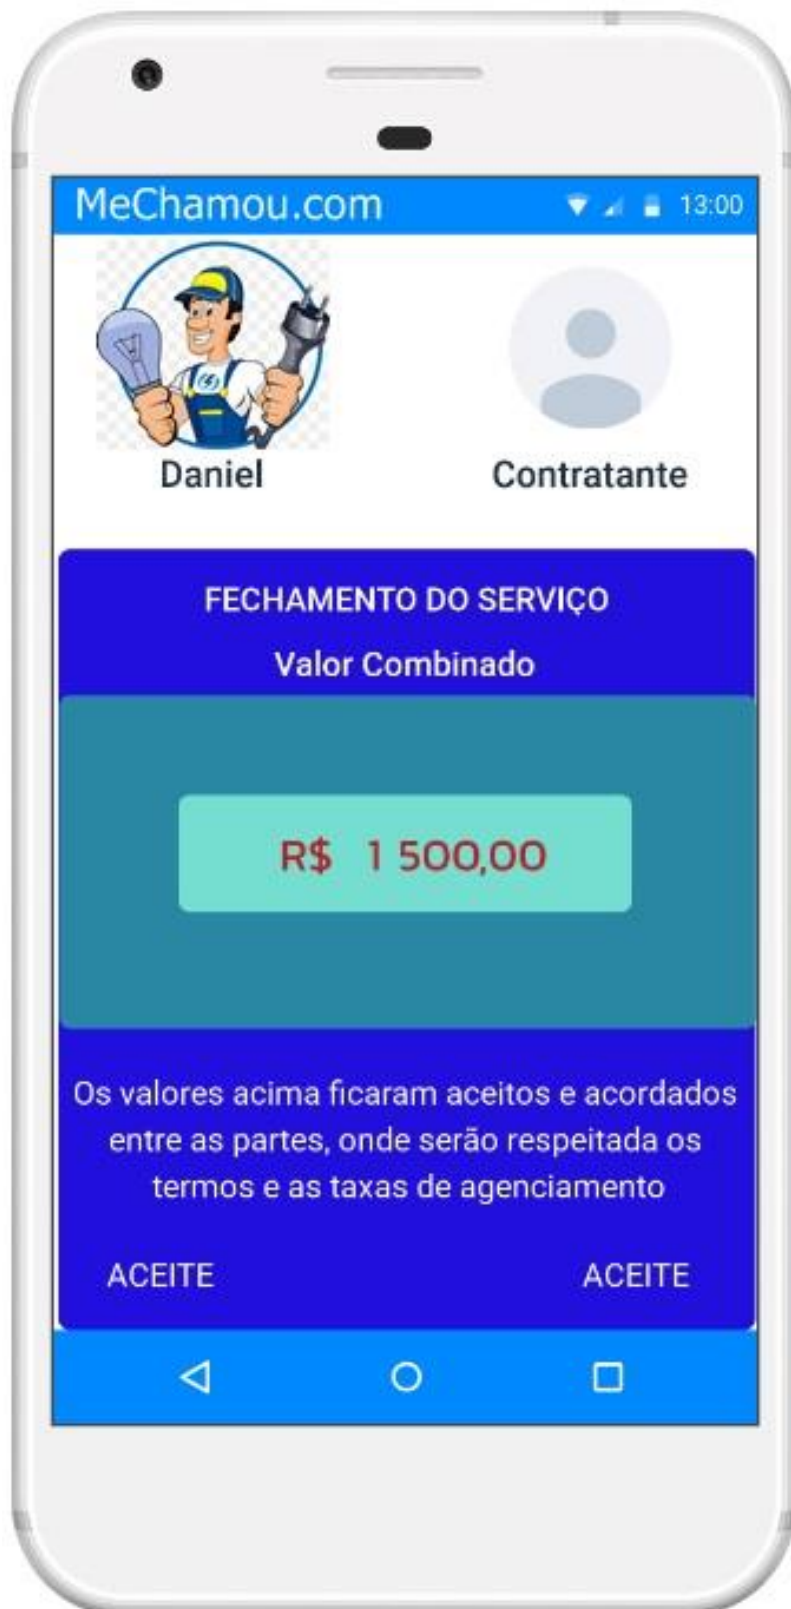 MeChamou.com 13:00
Daniel Contratante
FECHAMENTO DO SERVIÇO
Valor Combinado
R$ 1 500,00
Os valores acima ficaram aceitos e acordados
entre as partes, onde serão respeitada os
termos e as taxas de agenciamento
ACEITE ACEITE